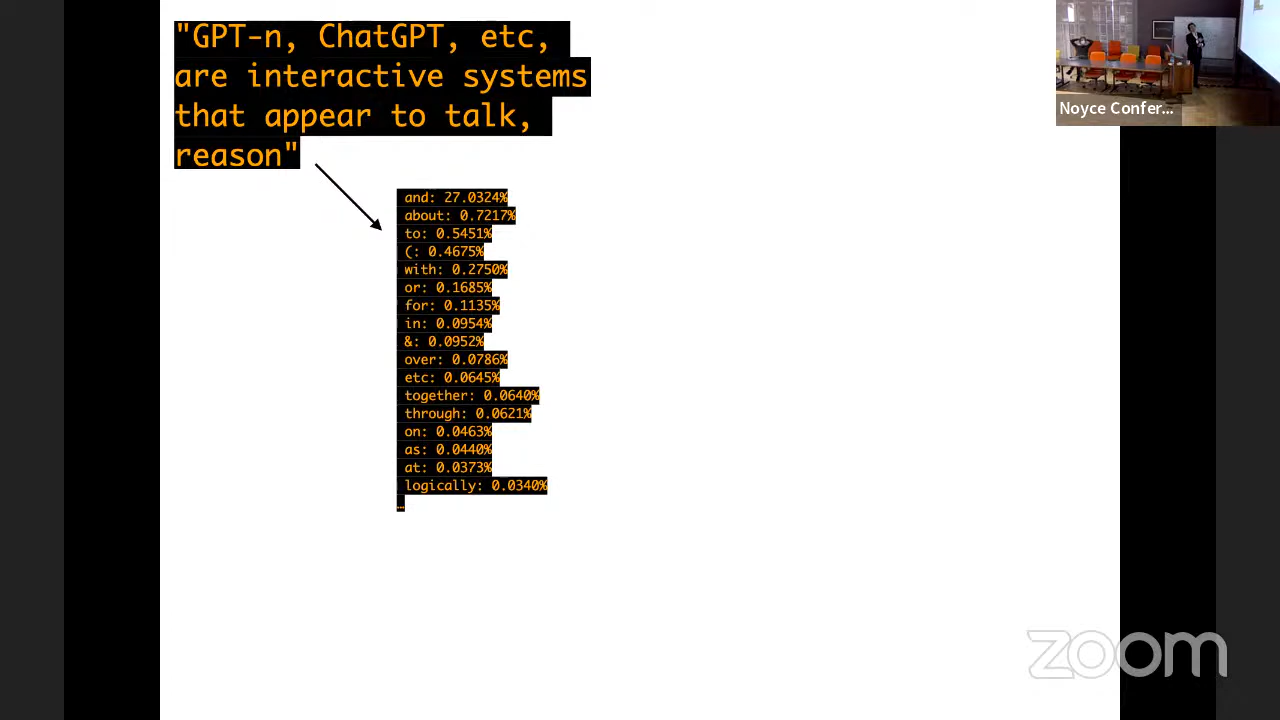 "GPT-n, ChatGPT, etc,
are interactive systems
that appear to talk,
reason"
and: 27.0324%
about: 0.7217%
to: 0.5451%
(: 0.4675%
with: 0.2750%
or: 0.1685%
for: 0.1135%
in: 0.0954%
&: 0.0952%
over: 0.0786%
etc: 0.0645%
together: 0.0640%
through: 0.0621%
on: 0.0463%
as: 0.0440%
at: 0.0373%
logically: 0.0340%
…
Noyce Confer...
zoom